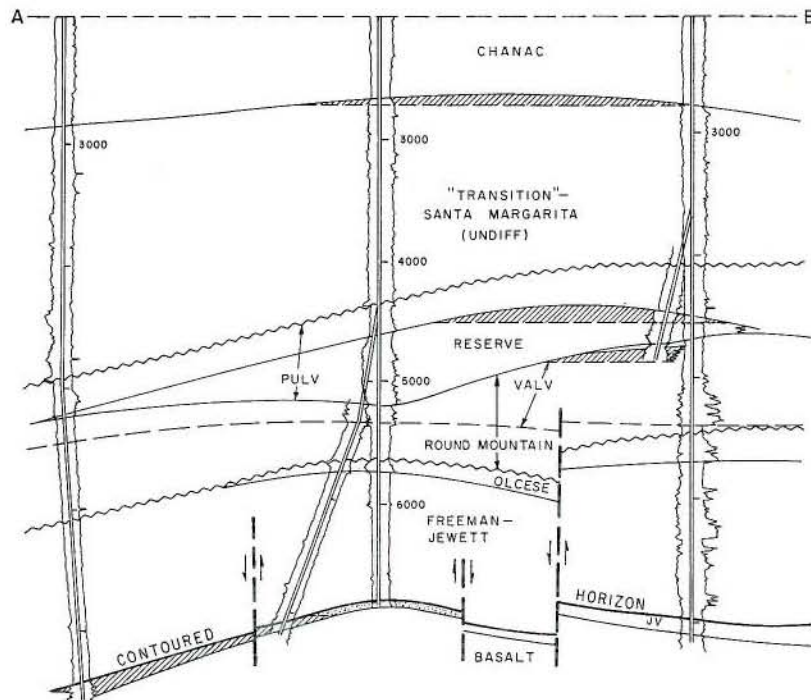 A
B
CHANAC
3000
3000
3000
"TRANSITION"–
SANTA MARGARITA
(UNDIFF)
4000
RESERVE
PULV
5000
VALV
ROUND MOUNTAIN
OLCESE
6000
FREEMAN–
JEWETT
HORIZON
CONTOURED
JV
BASALT